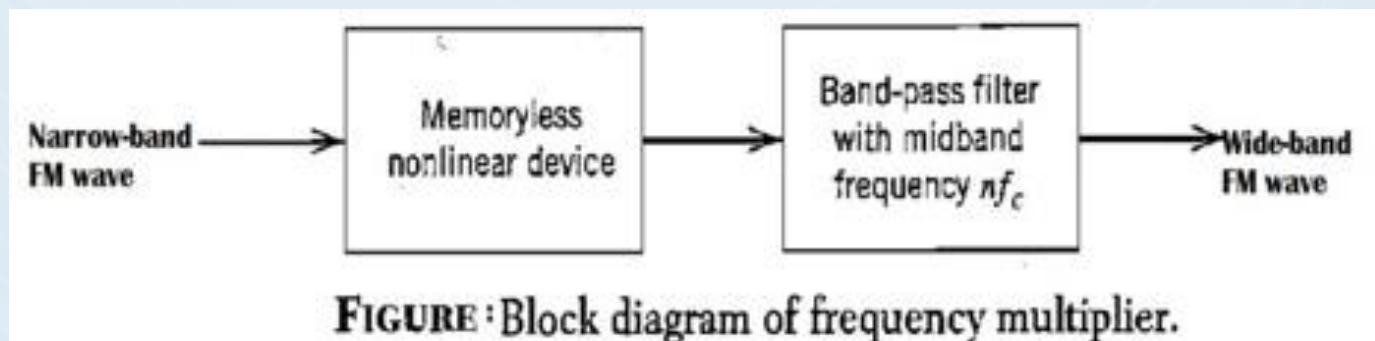 Narrow-band
FM wave
Memoryless
nonlinear device
Band-pass filter
with midband
frequency nf_c
Wide-band
FM wave
FIGURE : Block diagram of frequency multiplier.